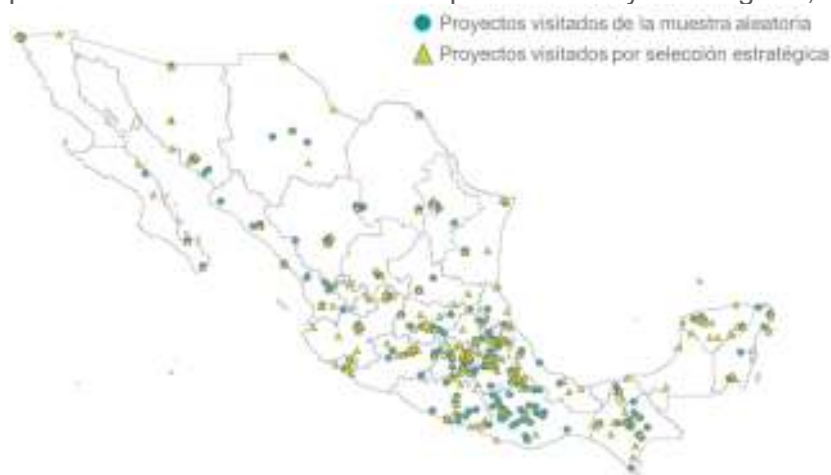 Proyectos visitados de la muestra aleatoria
Proyectos visitados por selección estratégica